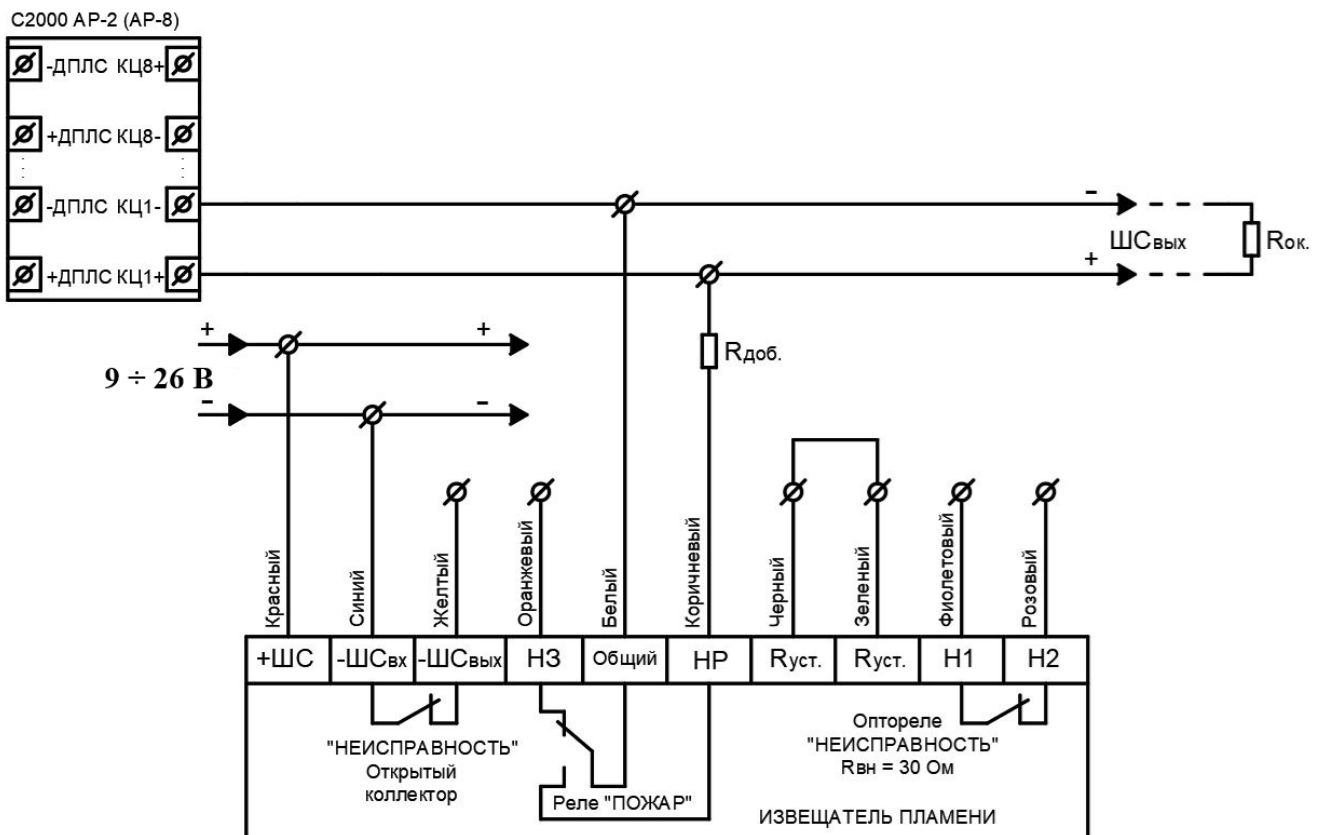 С2000 АР-2 (АР-8)
-ДПЛС КЦ8+
+ДПЛС КЦ8-
-ДПЛС КЦ1-
+ДПЛС КЦ1+
-
ШСвых
+
Rок.
+ +
9 ÷ 26 В
- -
Rдоб.
Красный
Синий
Желтый
Оранжевый
Белый
Коричневый
Черный
Зеленый
Фиолетовый
Розовый
+ШС -ШСвх -ШСвых НЗ Общий НР Rуст. Rуст. Н1 Н2
"НЕИСПРАВНОСТЬ"
Открытый
коллектор
Реле "ПОЖАР"
Оптореле
"НЕИСПРАВНОСТЬ"
Rвн = 30 Ом
ИЗВЕЩАТЕЛЬ ПЛАМЕНИ